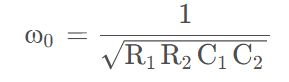 ω₀ = 1 / √(R₁ R₂ C₁ C₂)